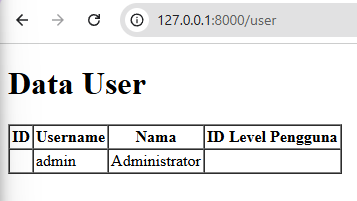 127.0.0.1:8000/user
Data User
ID Username Nama ID Level Pengguna
admin Administrator